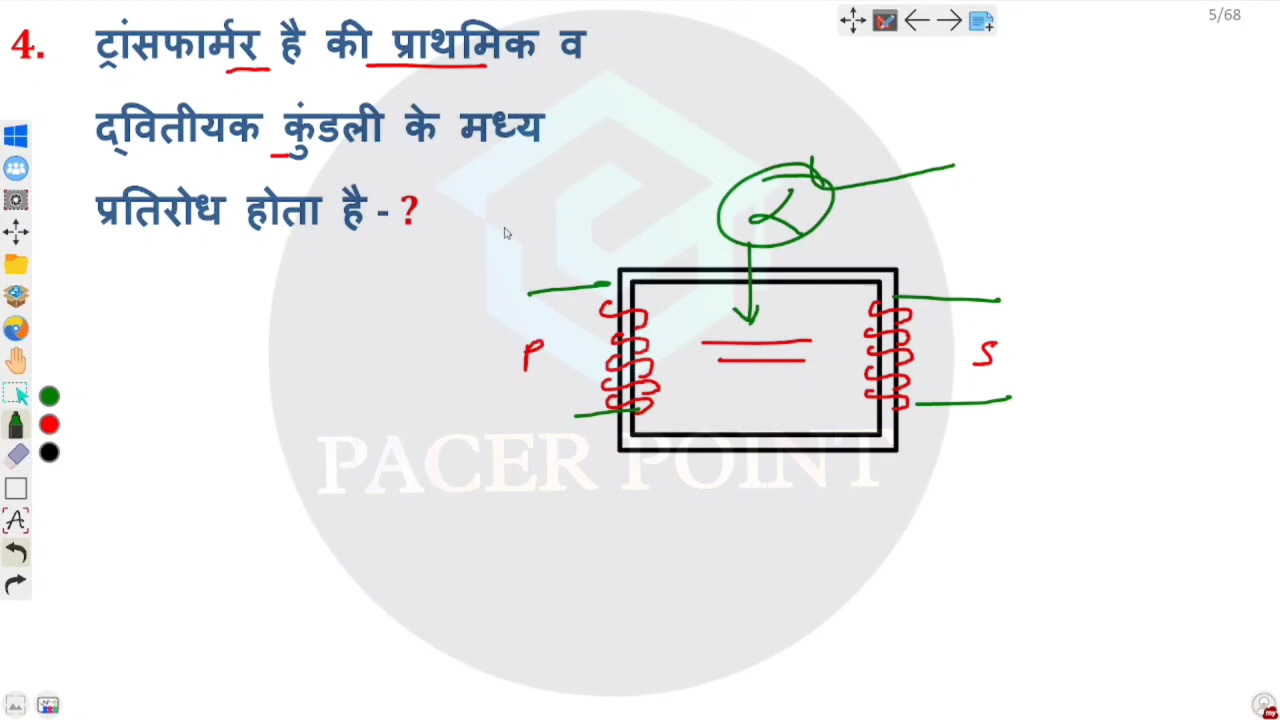 5/68
4. ट्रांसफार्मर है की प्राथमिक व
द्वितीयक कुंडली के मध्य
प्रतिरोध होता है - ?
P
S
PACER POINT